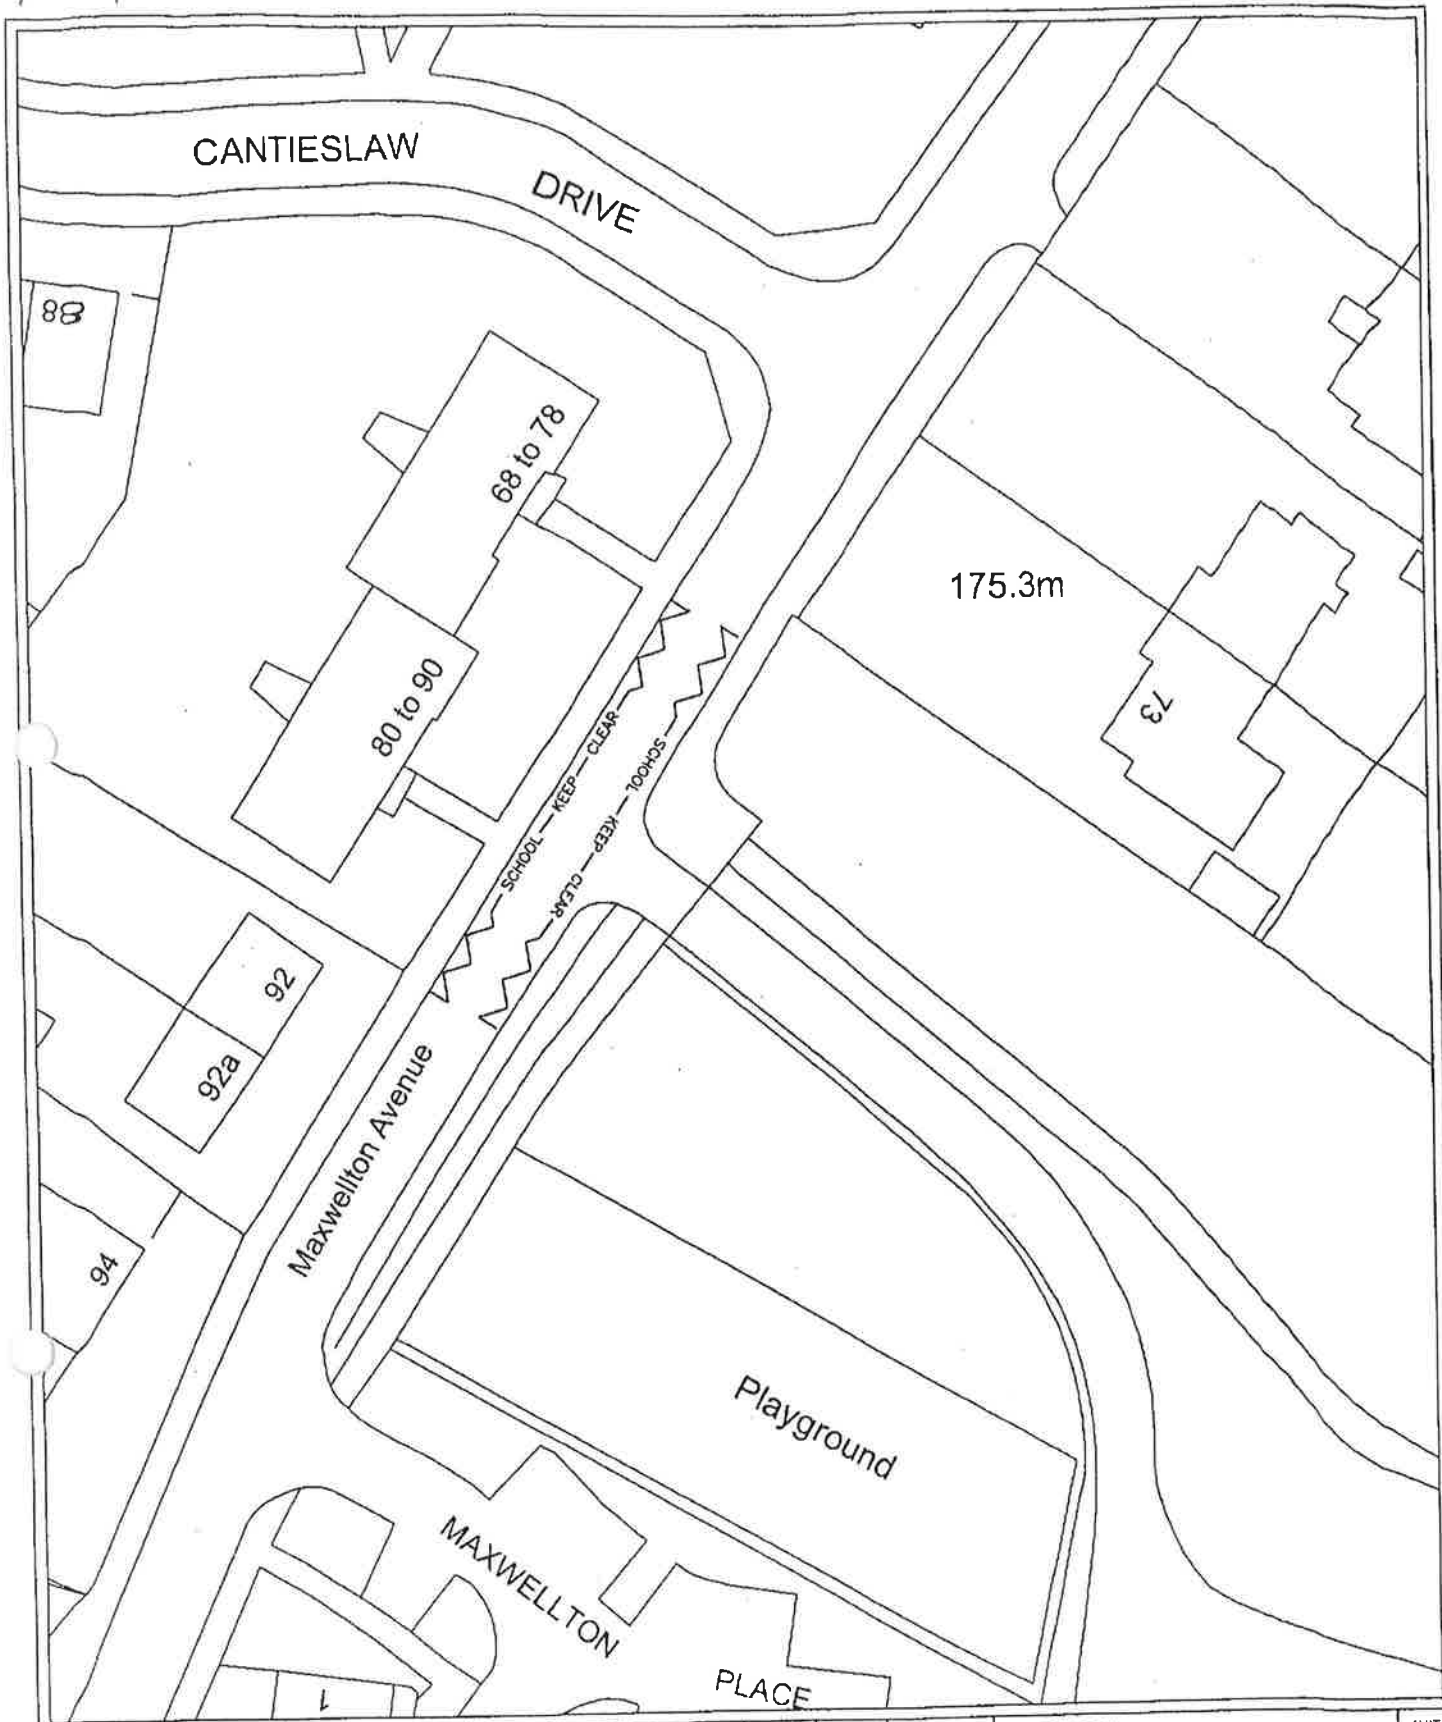 CANTIESLAW
DRIVE
88
68 to 78
175.3m
80 to 90
73
SCHOOL KEEP CLEAR
SCHOOL KEEP CLEAR
92
92a
Maxwellton Avenue
94
Playground
MAXWELLTON
PLACE
1